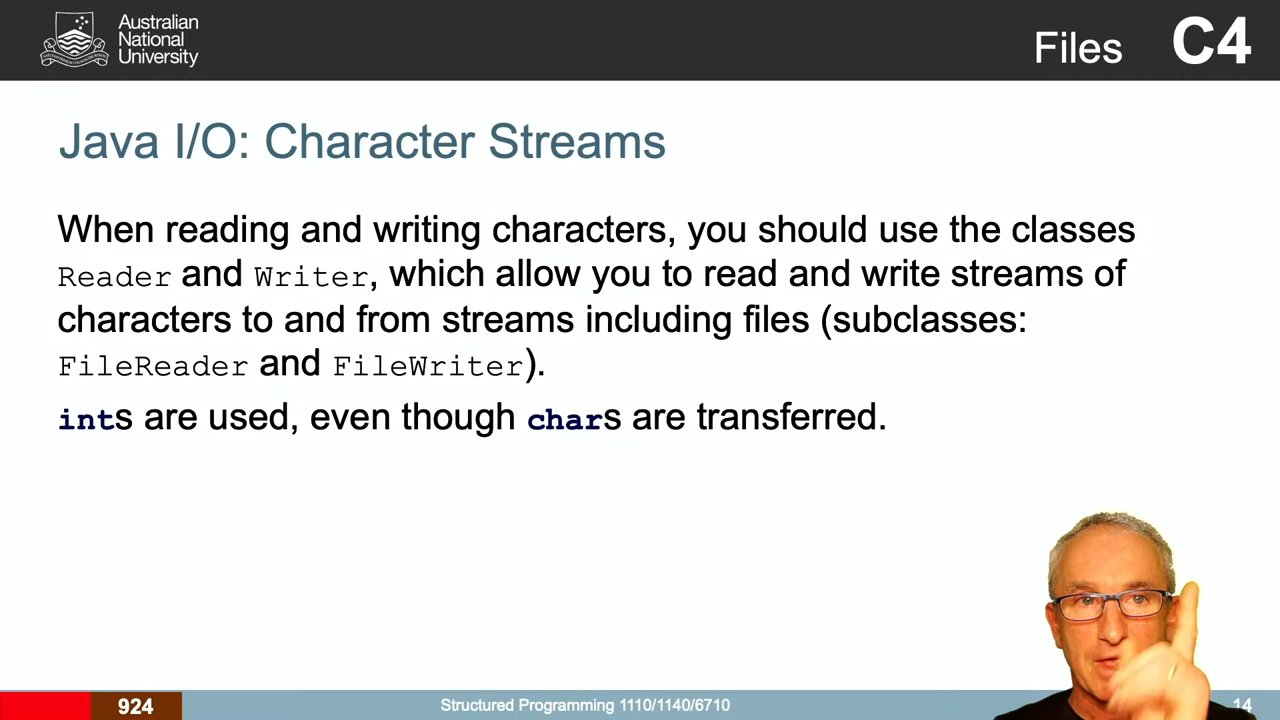 Australian
National
University
Files C4
Java I/O: Character Streams
When reading and writing characters, you should use the classes
Reader and Writer, which allow you to read and write streams of
characters to and from streams including files (subclasses:
FileReader and FileWriter).
ints are used, even though chars are transferred.
924 Structured Programming 1110/1140/6710 14